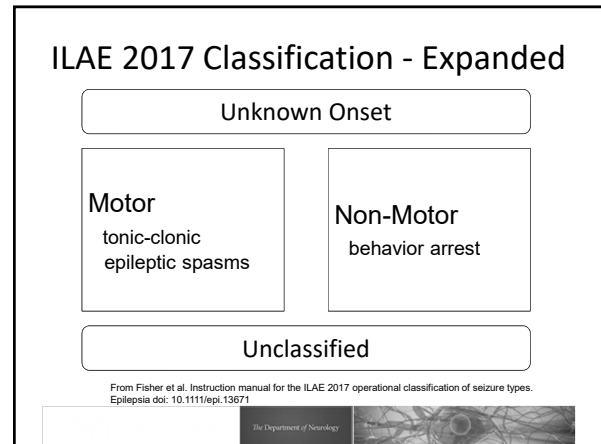 ILAE 2017 Classification - Expanded
Unknown Onset
Motor
tonic-clonic
epileptic spasms
Non-Motor
behavior arrest
Unclassified
From Fisher et al. Instruction manual for the ILAE 2017 operational classification of seizure types.
Epilepsia doi: 10.1111/epi.13671
The Department of Neurology